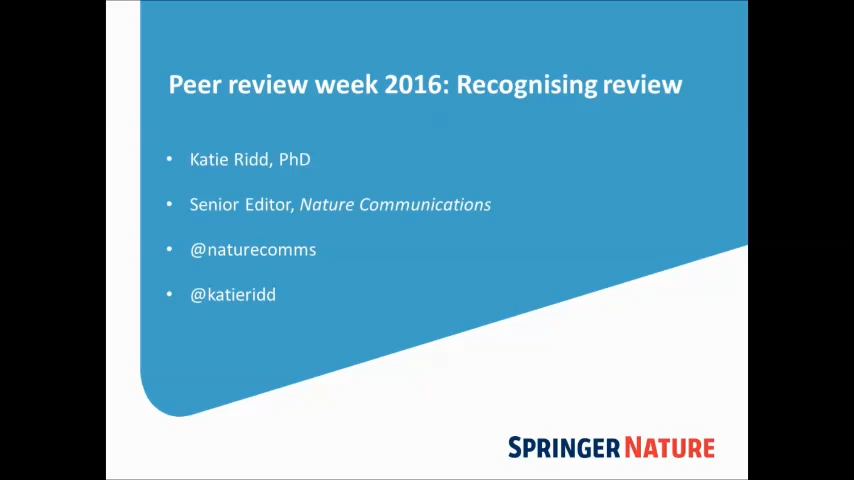 Peer review week 2016: Recognising review
• Katie Ridd, PhD
• Senior Editor, Nature Communications
• @naturecomms
• @katieridd
SPRINGER NATURE